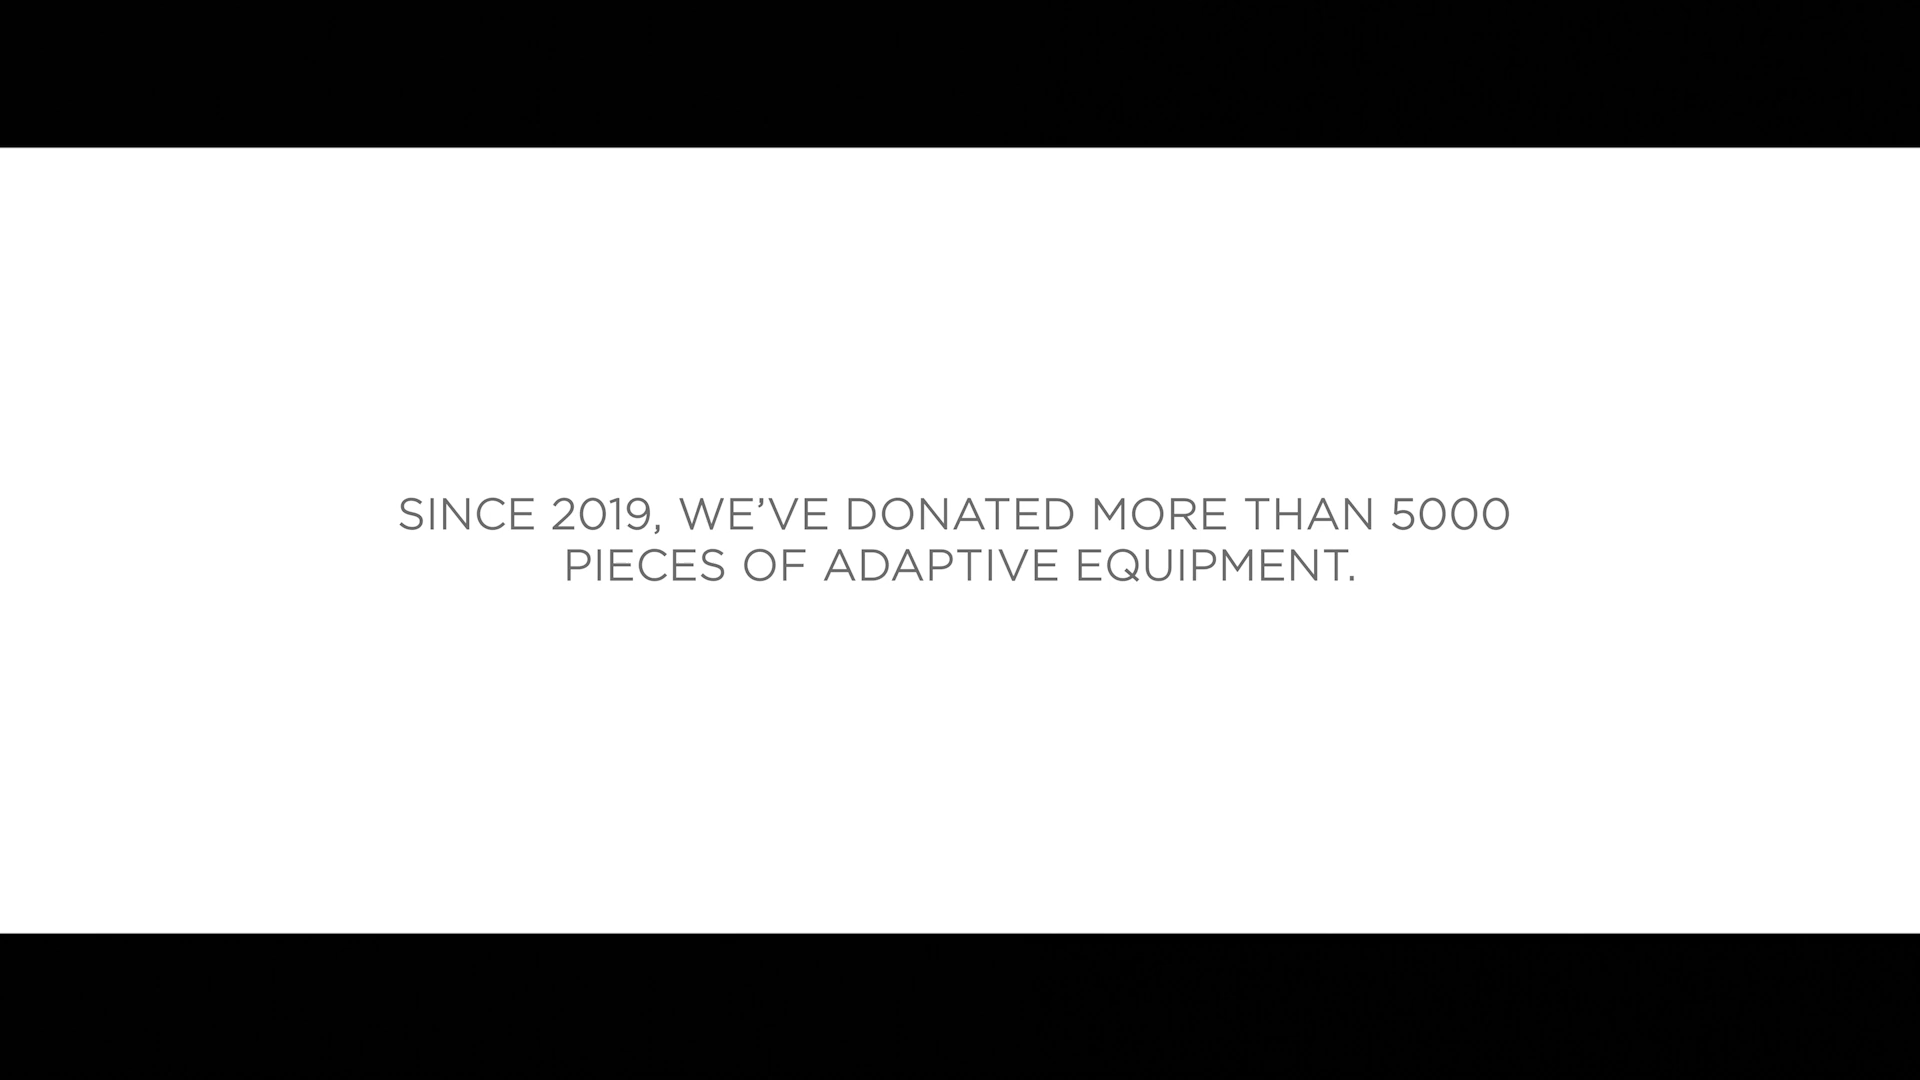 SINCE 2019, WE’VE DONATED MORE THAN 5000
PIECES OF ADAPTIVE EQUIPMENT.